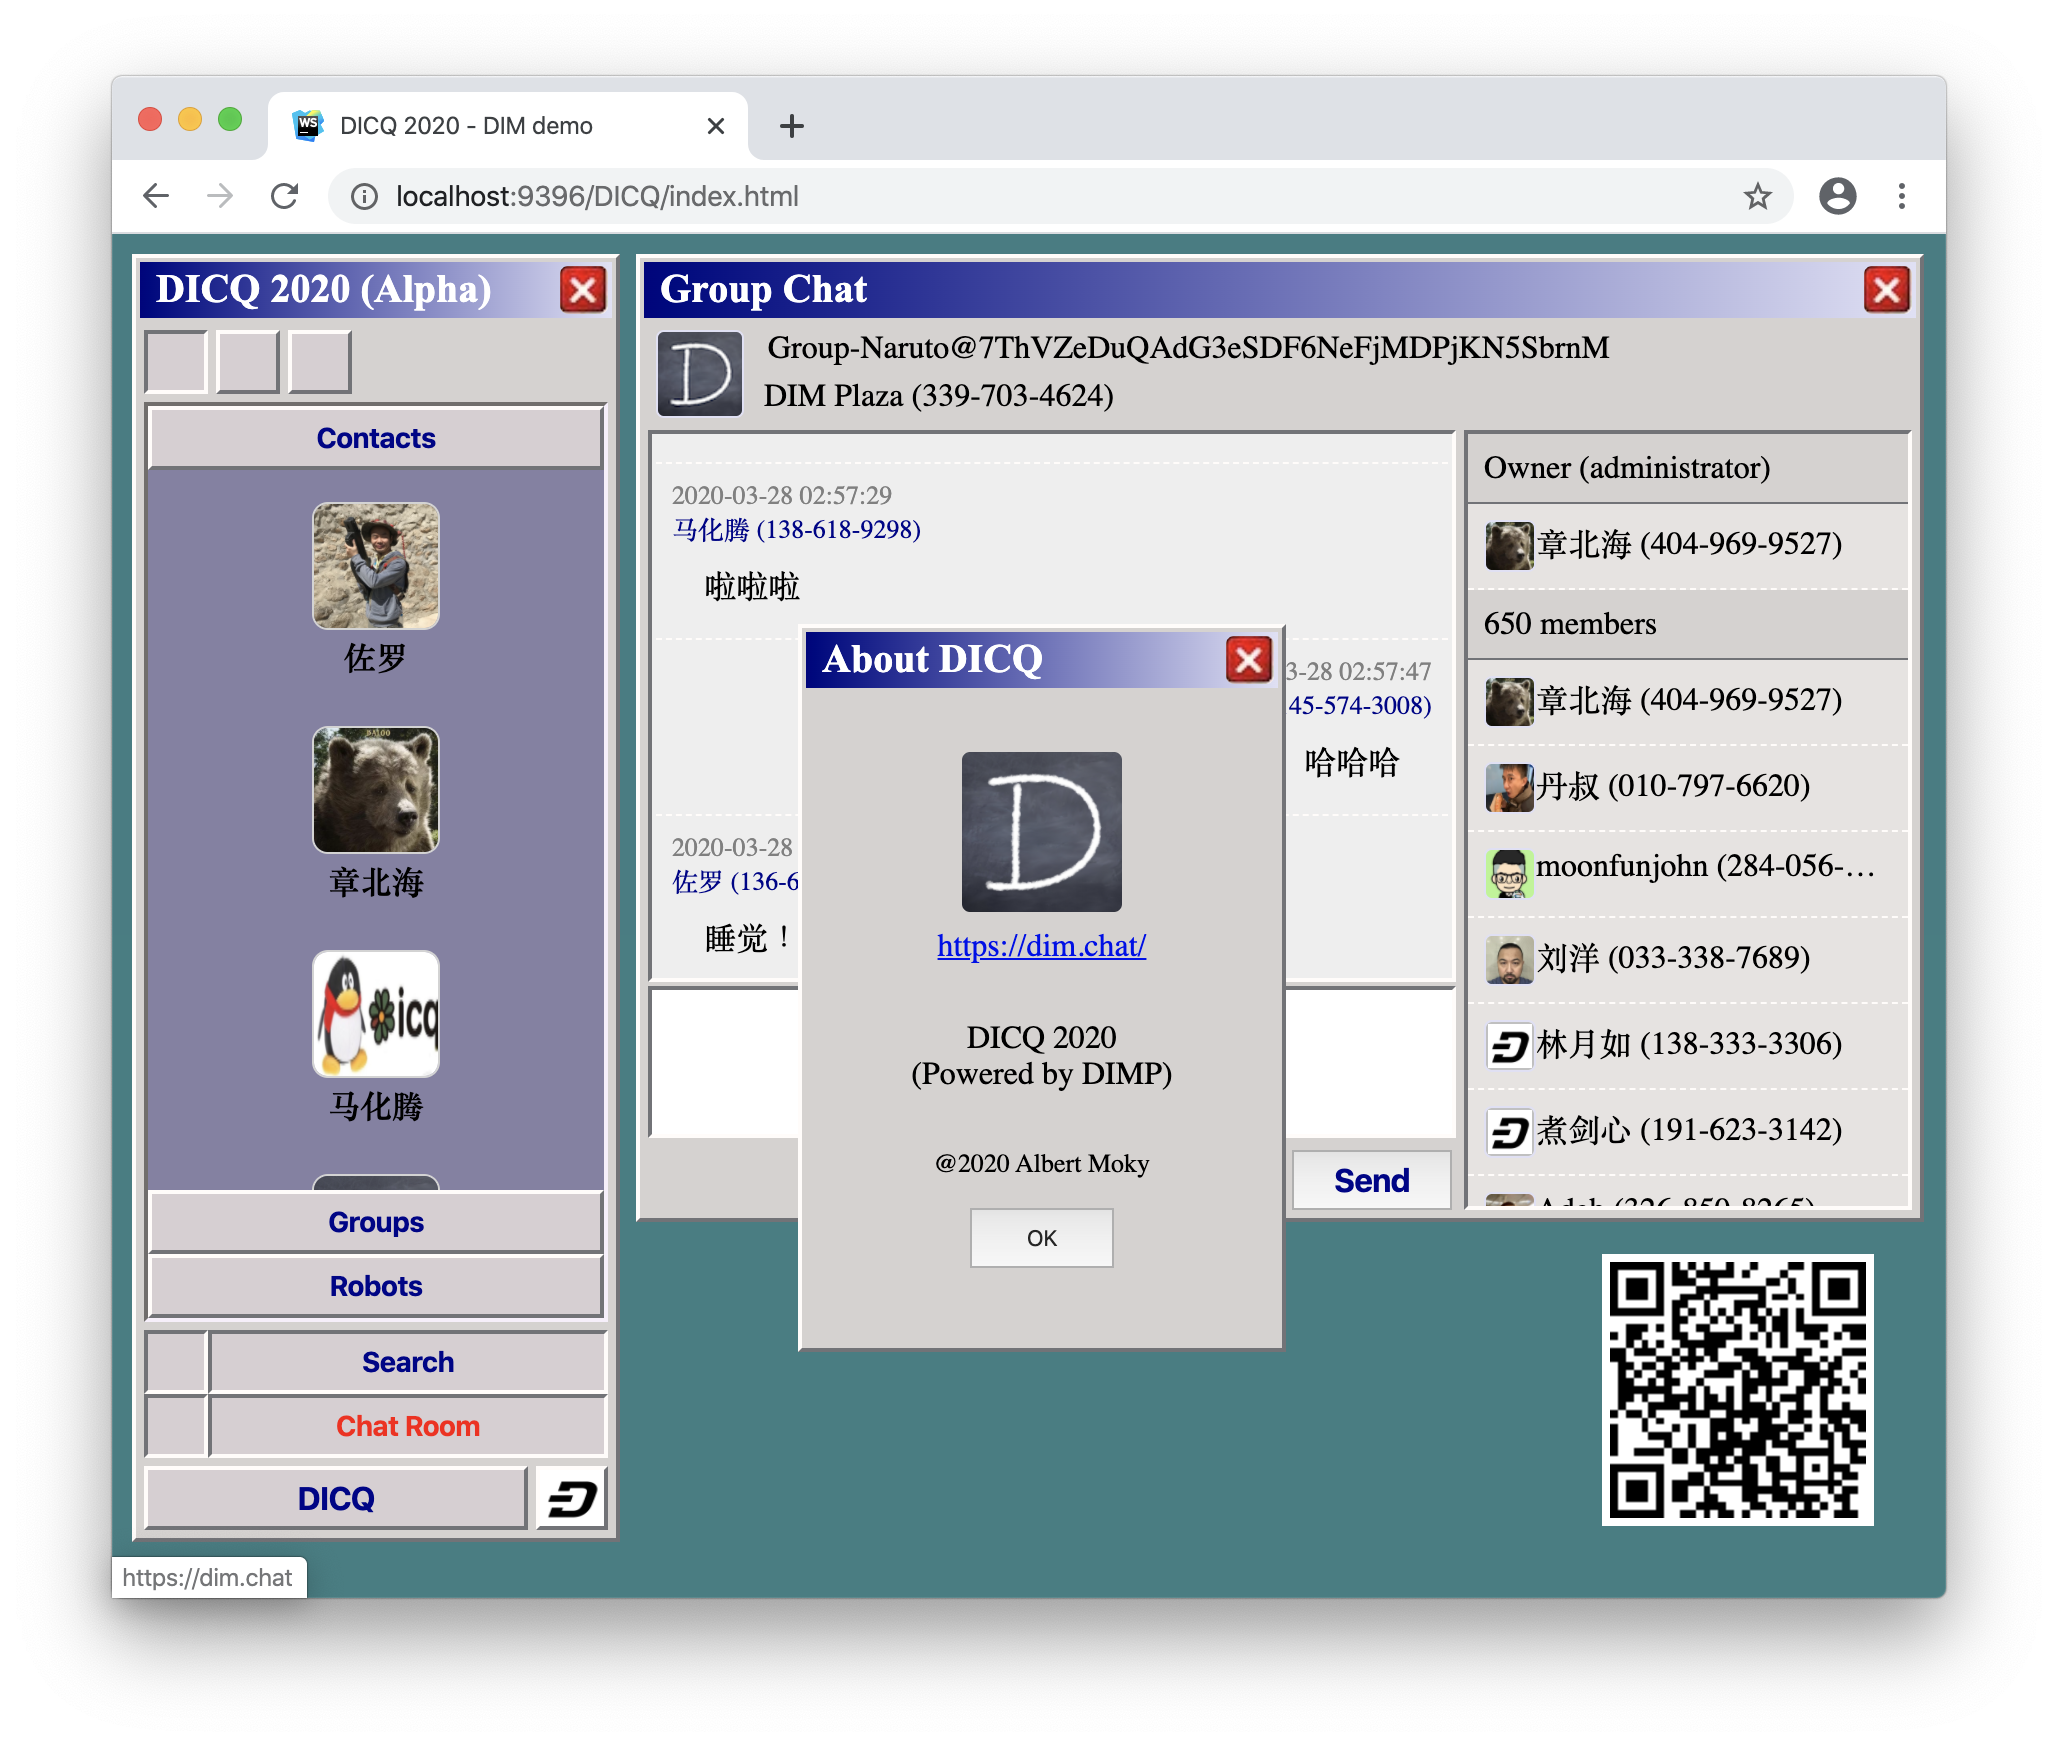 DICQ 2020 - DIM demo
localhost:9396/DICQ/index.html
DICQ 2020 (Alpha)
Contacts
佐罗
BALOO
章北海
icq
马化腾
Groups
Robots
Search
Chat Room
DICQ
https://dim.chat
Group Chat
D
Group-Naruto@7ThVZeDuQAdG3eSDF6NeFjMDPjKN5SbrnM
DIM Plaza (339-703-4624)
2020-03-28 02:57:29
马化腾 (138-618-9298)
啦啦啦
3-28 02:57:47
45-574-3008)
哈哈哈
2020-03-28
佐罗 (136-6
睡觉！
Send
Owner (administrator)
章北海 (404-969-9527)
650 members
章北海 (404-969-9527)
丹叔 (010-797-6620)
moonfunjohn (284-056-…
刘洋 (033-338-7689)
林月如 (138-333-3306)
煮剑心 (191-623-3142)
About DICQ
D
https://dim.chat/
DICQ 2020
(Powered by DIMP)
@2020 Albert Moky
OK